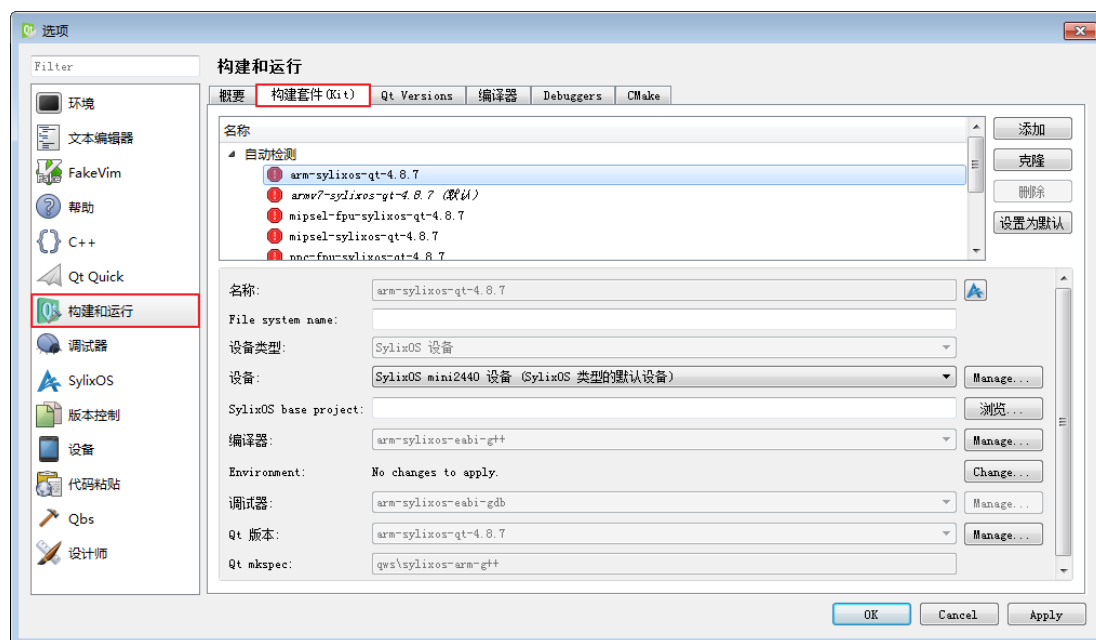 选项
Filter
环境
文本编辑器
FakeVim
帮助
C++
Qt Quick
构建和运行
调试器
SylixOS
版本控制
设备
代码粘贴
Qbs
设计师
构建和运行
概要 构建套件(Kit) Qt Versions 编译器 Debuggers CMake
名称
自动检测
arm-sylixos-qt-4.8.7
armv7-sylixos-qt-4.8.7 (默认)
mipsel-fpu-sylixos-qt-4.8.7
mipsel-sylixos-qt-4.8.7
ppc-fpu-sylixos-qt-4.8.7
添加
克隆
删除
设置为默认
名称: arm-sylixos-qt-4.8.7
File system name:
设备类型: SylixOS 设备
设备: SylixOS mini2440 设备 (SylixOS 类型的默认设备) Manage...
SylixOS base project: 浏览...
编译器: arm-sylixos-eabi-g++ Manage...
Environment: No changes to apply. Change...
调试器: arm-sylixos-eabi-gdb Manage...
Qt 版本: arm-sylixos-qt-4.8.7 Manage...
Qt mkspec: qws\sylixos-arm-g++
OK Cancel Apply